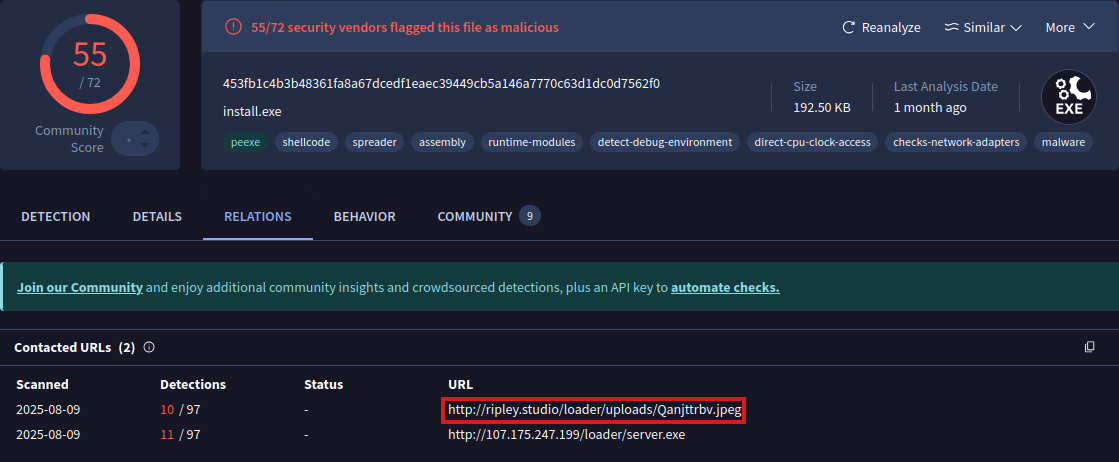 55
/ 72
Community
Score
55/72 security vendors flagged this file as malicious
Reanalyze
Similar
More
453fb1c4b3b48361fa8a67dcedf1eaec39449cb5a146a7770c63d1dc0d7562f0
install.exe
Size
192.50 KB
Last Analysis Date
1 month ago
EXE
peexe shellcode spreader assembly runtime-modules detect-debug-environment direct-cpu-clock-access checks-network-adapters malware
DETECTION DETAILS RELATIONS BEHAVIOR COMMUNITY 9
Join our Community and enjoy additional community insights and crowdsourced detections, plus an API key to automate checks.
Contacted URLs (2)
Scanned Detections Status URL
2025-08-09 10 / 97 - http://ripley.studio/loader/uploads/Qanjttrbv.jpeg
2025-08-09 11 / 97 - http://107.175.247.199/loader/server.exe